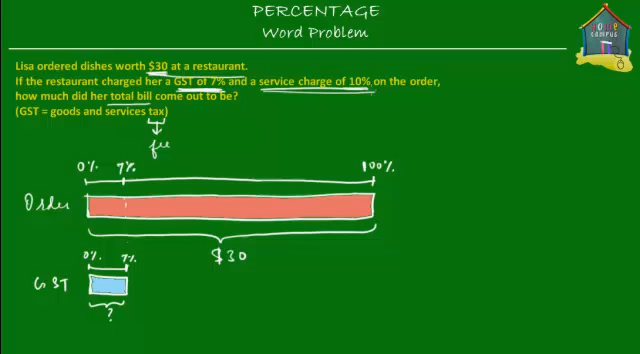 PERCENTAGE
Word Problem
Home campus
Lisa ordered dishes worth $30 at a restaurant.
If the restaurant charged her a GST of 7% and a service charge of 10% on the order,
how much did her total bill come out to be?
(GST = goods and services tax)
fee
0% 7% 100%
Order
$30
0% 7%
GST
?